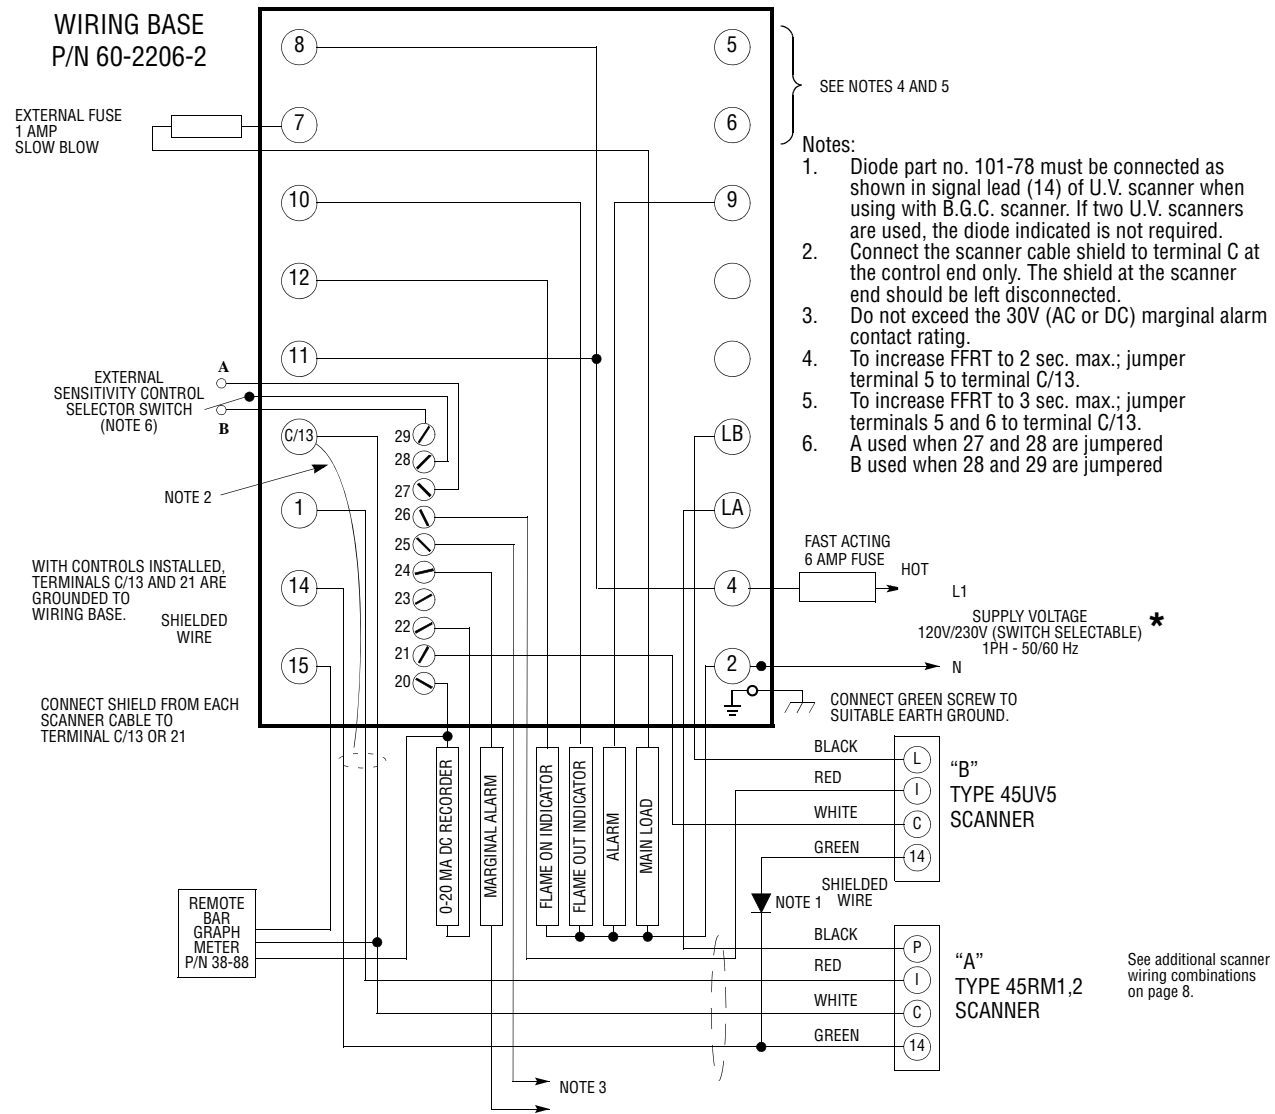 WIRING BASE
P/N 60-2206-2
8
5
SEE NOTES 4 AND 5
EXTERNAL FUSE
1 AMP
SLOW BLOW
7
6
Notes:
1. Diode part no. 101-78 must be connected as
shown in signal lead (14) of U.V. scanner when
using with B.G.C. scanner. If two U.V. scanners
are used, the diode indicated is not required.
2. Connect the scanner cable shield to terminal C at
the control end only. The shield at the scanner
end should be left disconnected.
3. Do not exceed the 30V (AC or DC) marginal alarm
contact rating.
4. To increase FFRT to 2 sec. max.; jumper
terminal 5 to terminal C/13.
5. To increase FFRT to 3 sec. max.; jumper
terminals 5 and 6 to terminal C/13.
6. A used when 27 and 28 are jumpered
B used when 28 and 29 are jumpered
10
9
12
11
A
EXTERNAL
SENSITIVITY CONTROL
SELECTOR SWITCH
(NOTE 6)
B
C/13
29
28
27
26
25
24
23
22
21
20
LB
NOTE 2
1
LA
WITH CONTROLS INSTALLED,
TERMINALS C/13 AND 21 ARE
GROUNDED TO
WIRING BASE.
SHIELDED
WIRE
14
4
FAST ACTING
6 AMP FUSE
HOT
L1
SUPPLY VOLTAGE
120V/230V (SWITCH SELECTABLE) *
1PH - 50/60 Hz
15
2
N
CONNECT SHIELD FROM EACH
SCANNER CABLE TO
TERMINAL C/13 OR 21
CONNECT GREEN SCREW TO
SUITABLE EARTH GROUND.
0-20 MA DC RECORDER
MARGINAL ALARM
FLAME ON INDICATOR
FLAME OUT INDICATOR
ALARM
MAIN LOAD
BLACK
L
RED
I
WHITE
C
GREEN
14
“B”
TYPE 45UV5
SCANNER
SHIELDED
WIRE
NOTE 1
REMOTE
BAR
GRAPH
METER
P/N 38-88
BLACK
P
RED
I
WHITE
C
GREEN
14
“A”
TYPE 45RM1,2
SCANNER
See additional scanner
wiring combinations
on page 8.
NOTE 3